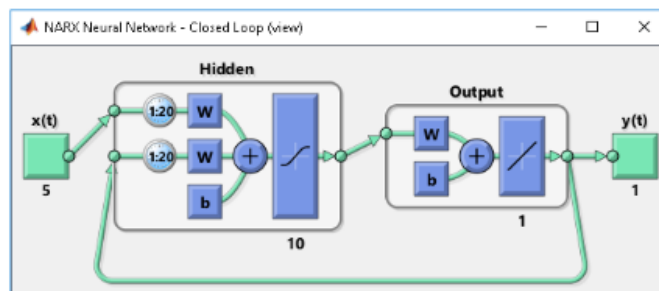 NARX Neural Network - Closed Loop (view)
Hidden
Output
x(t)
5
1:20
W
1:20
W
b
10
W
b
1
y(t)
1